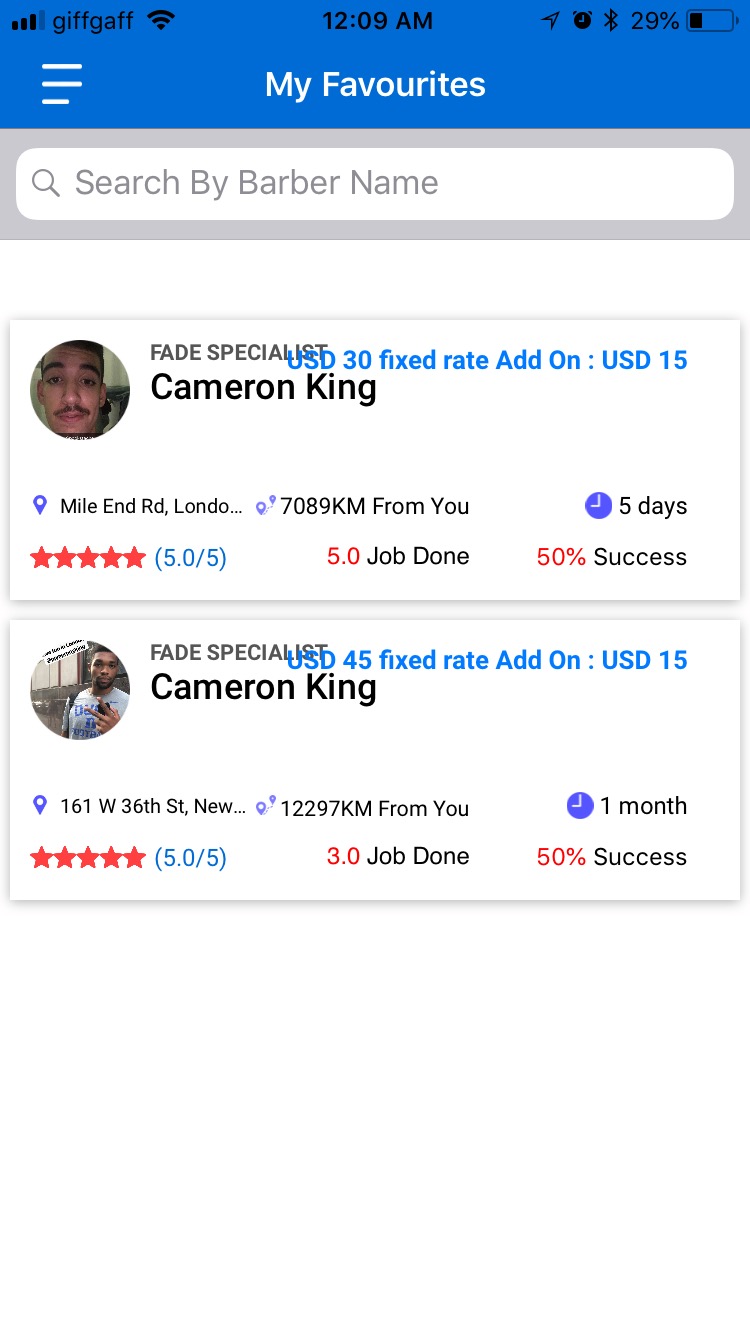 giffgaff 12:09 AM 29%
My Favourites
Search By Barber Name
FADE SPECIALIST
USD 30 fixed rate Add On : USD 15
Cameron King
Mile End Rd, Londo... 7089KM From You 5 days
(5.0/5) 5.0 Job Done 50% Success
FADE SPECIALIST
USD 45 fixed rate Add On : USD 15
Cameron King
161 W 36th St, New... 12297KM From You 1 month
(5.0/5) 3.0 Job Done 50% Success